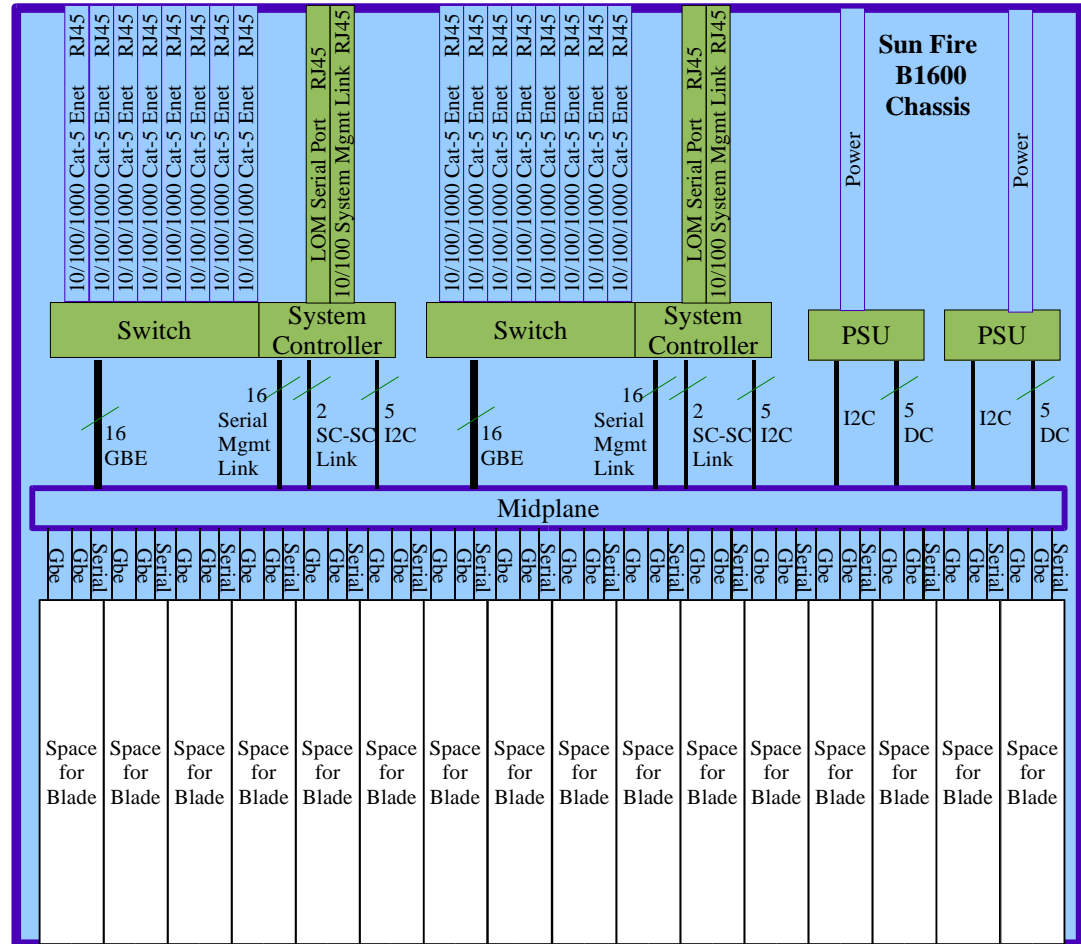 10/100/1000 Cat-5 Enet RJ45
10/100/1000 Cat-5 Enet RJ45
10/100/1000 Cat-5 Enet RJ45
10/100/1000 Cat-5 Enet RJ45
10/100/1000 Cat-5 Enet RJ45
10/100/1000 Cat-5 Enet RJ45
10/100/1000 Cat-5 Enet RJ45
10/100/1000 Cat-5 Enet RJ45
LOM Serial Port RJ45
10/100 System Mgmt Link RJ45
10/100/1000 Cat-5 Enet RJ45
10/100/1000 Cat-5 Enet RJ45
10/100/1000 Cat-5 Enet RJ45
10/100/1000 Cat-5 Enet RJ45
10/100/1000 Cat-5 Enet RJ45
10/100/1000 Cat-5 Enet RJ45
10/100/1000 Cat-5 Enet RJ45
10/100/1000 Cat-5 Enet RJ45
LOM Serial Port RJ45
10/100 System Mgmt Link RJ45
Power
Sun Fire
B1600
Chassis
Power
Switch
System
Controller
Switch
System
Controller
PSU
PSU
16
GBE
16
Serial
Mgmt
Link
2
SC-SC
Link
5
I2C
16
GBE
16
Serial
Mgmt
Link
2
SC-SC
Link
5
I2C
I2C
5
DC
I2C
5
DC
Midplane
Gbe
Gbe
Serial
Gbe
Gbe
Serial
Gbe
Gbe
Serial
Gbe
Gbe
Serial
Gbe
Gbe
Serial
Gbe
Gbe
Serial
Gbe
Gbe
Serial
Gbe
Gbe
Serial
Gbe
Gbe
Serial
Gbe
Gbe
Serial
Gbe
Gbe
Serial
Gbe
Gbe
Serial
Gbe
Gbe
Serial
Gbe
Gbe
Serial
Gbe
Gbe
Serial
Gbe
Gbe
Serial
Space
for
Blade
Space
for
Blade
Space
for
Blade
Space
for
Blade
Space
for
Blade
Space
for
Blade
Space
for
Blade
Space
for
Blade
Space
for
Blade
Space
for
Blade
Space
for
Blade
Space
for
Blade
Space
for
Blade
Space
for
Blade
Space
for
Blade
Space
for
Blade